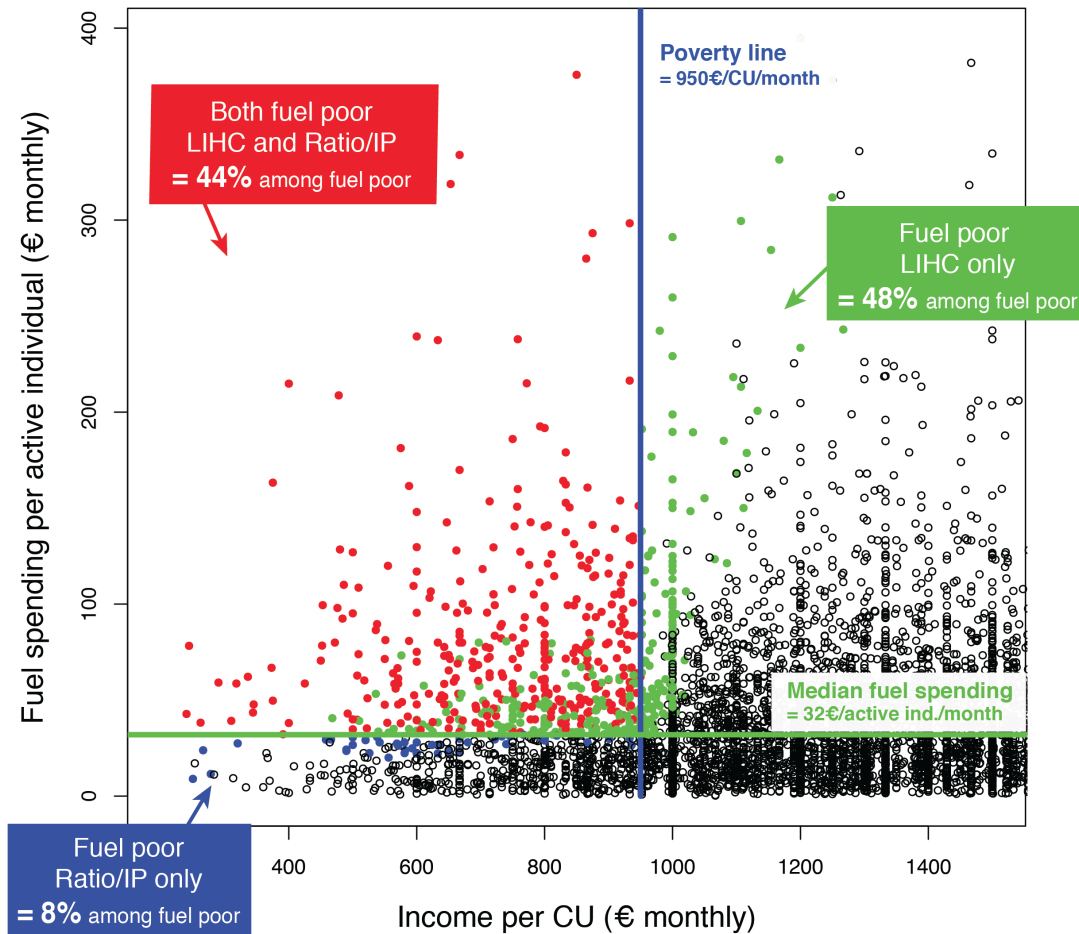 400
300
200
100
0
Fuel spending per active individual (€ monthly)
Both fuel poor
LIHC and Ratio/IP
= 44% among fuel poor
Poverty line
= 950€/CU/month
Fuel poor
LIHC only
= 48% among fuel poor
Median fuel spending
= 32€/active ind./month
Fuel poor
Ratio/IP only
= 8% among fuel poor
400 600 800 1000 1200 1400
Income per CU (€ monthly)